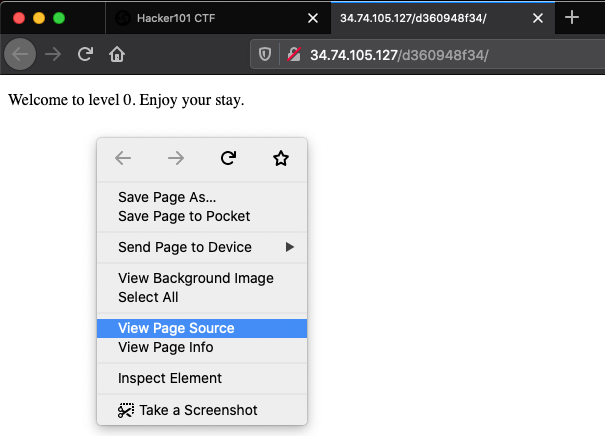 Hacker101 CTF
34.74.105.127/d360948f34/
34.74.105.127/d360948f34/
Welcome to level 0. Enjoy your stay.
Save Page As...
Save Page to Pocket
Send Page to Device
View Background Image
Select All
View Page Source
View Page Info
Inspect Element
Take a Screenshot